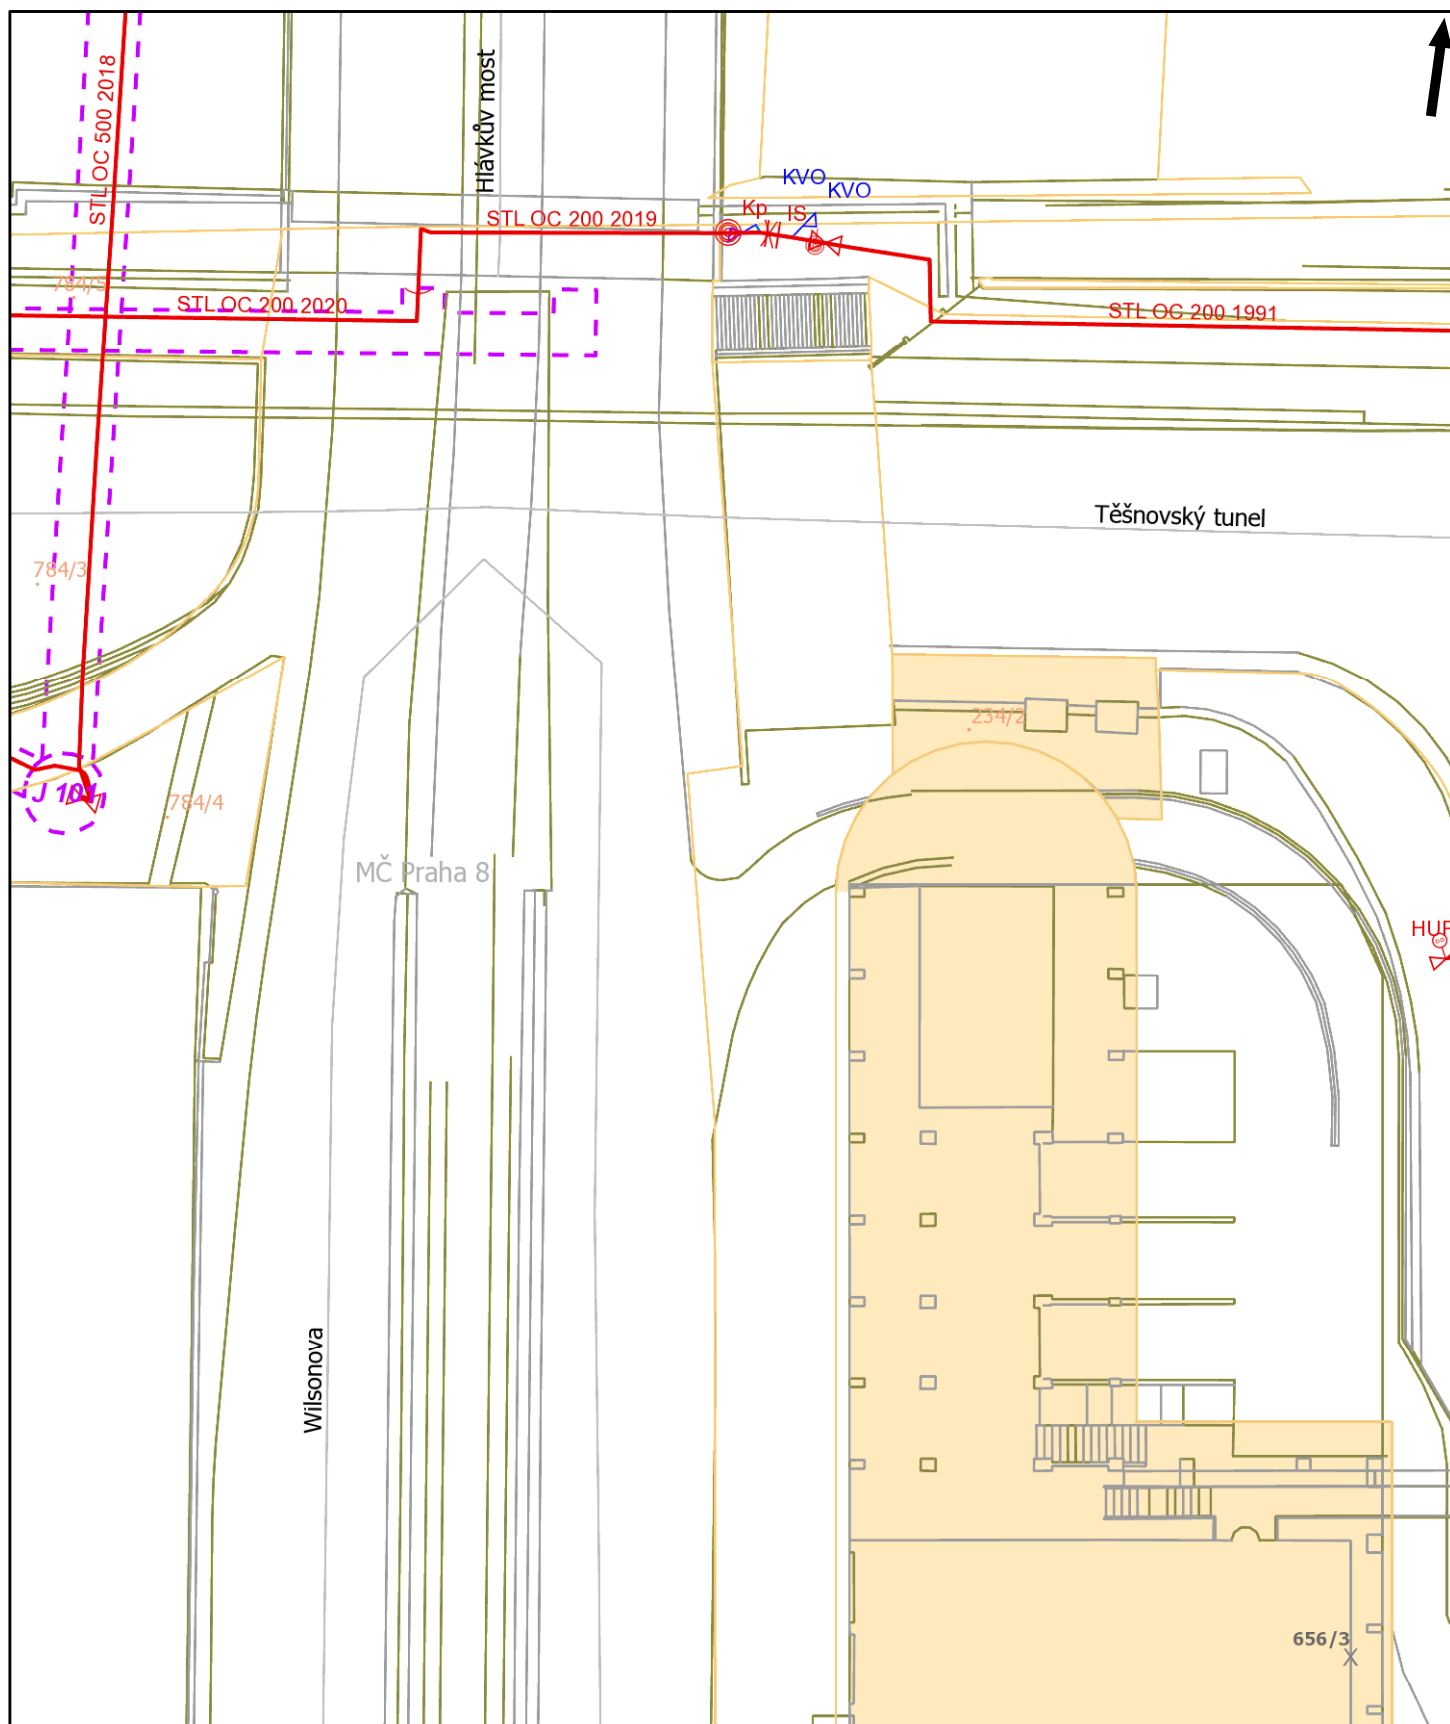 STL OC 500 2018
Hlávkův most
KVO
KVO
Kp
IS
STL OC 200 2019
784/5
STL OC 200 2020
STL OC 200 1991
Těšnovský tunel
784/3
234/2
J 101
784/4
MČ Praha 8
HUP
Wilsonova
656/3